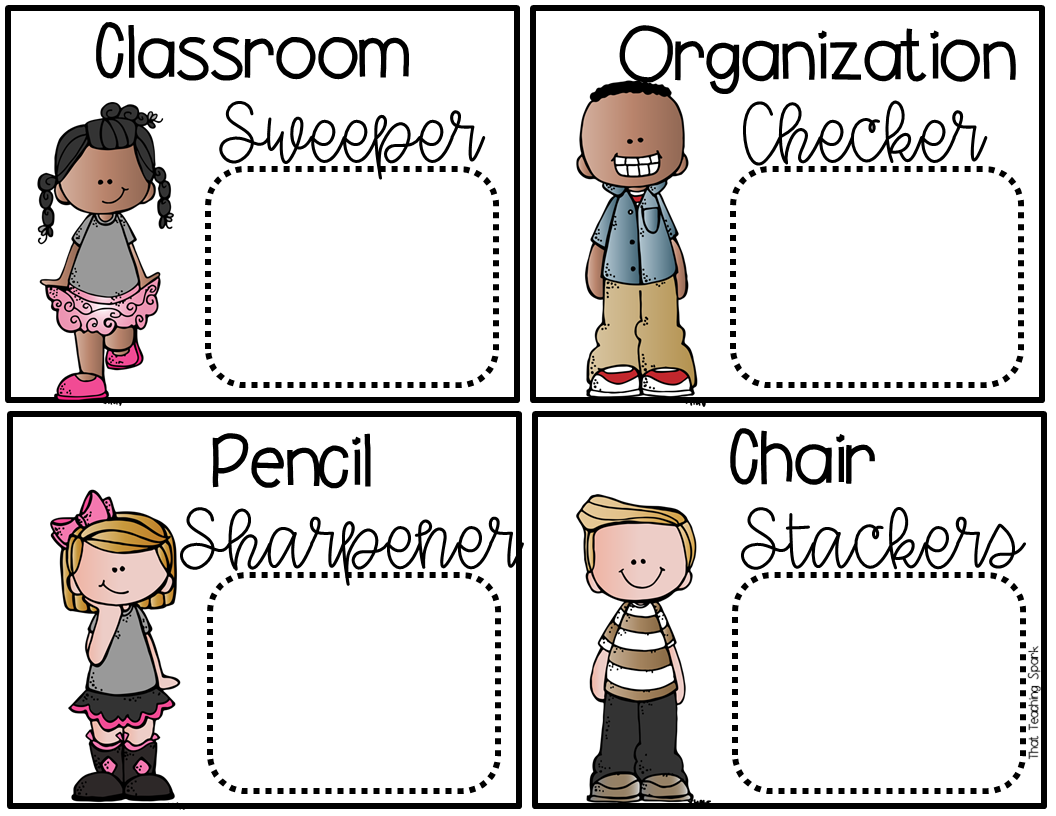 Classroom
Sweeper
Organization
Checker
Pencil
Sharpener
Chair
Stackers
That Teaching Spark